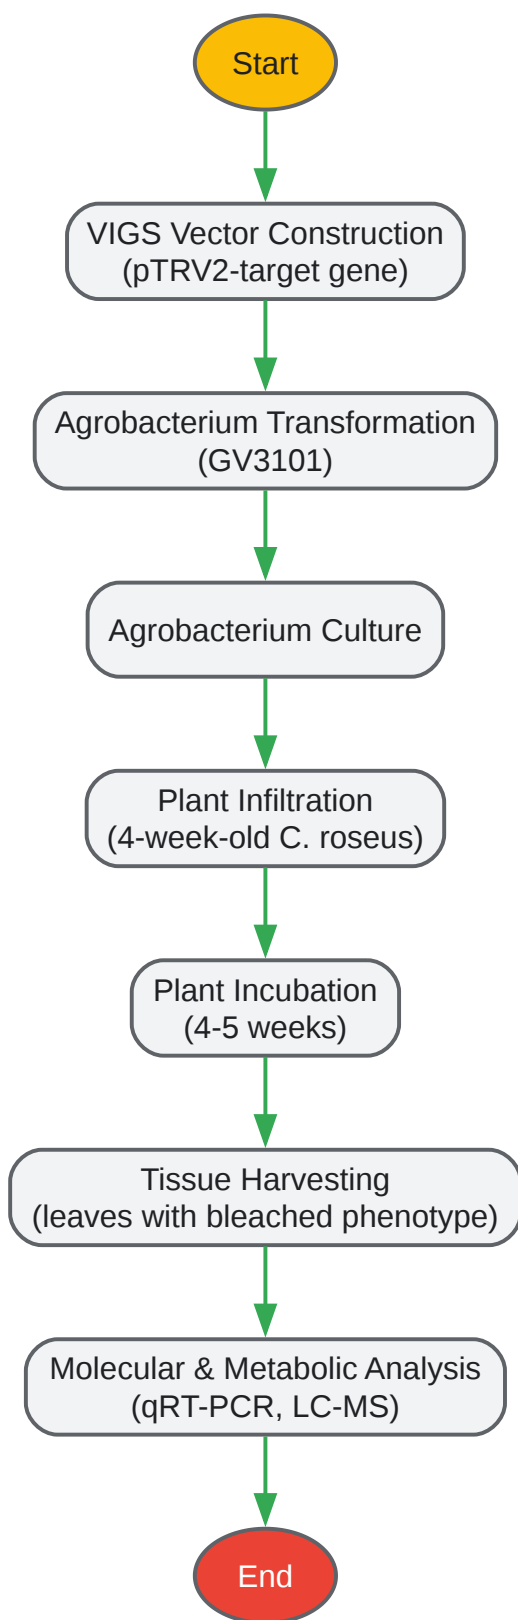 Start
VIGS Vector Construction
(pTRV2-target gene)
Agrobacterium Transformation
(GV3101)
Agrobacterium Culture
Plant Infiltration
(4-week-old C. roseus)
Plant Incubation
(4-5 weeks)
Tissue Harvesting
(leaves with bleached phenotype)
Molecular & Metabolic Analysis
(qRT-PCR, LC-MS)
End